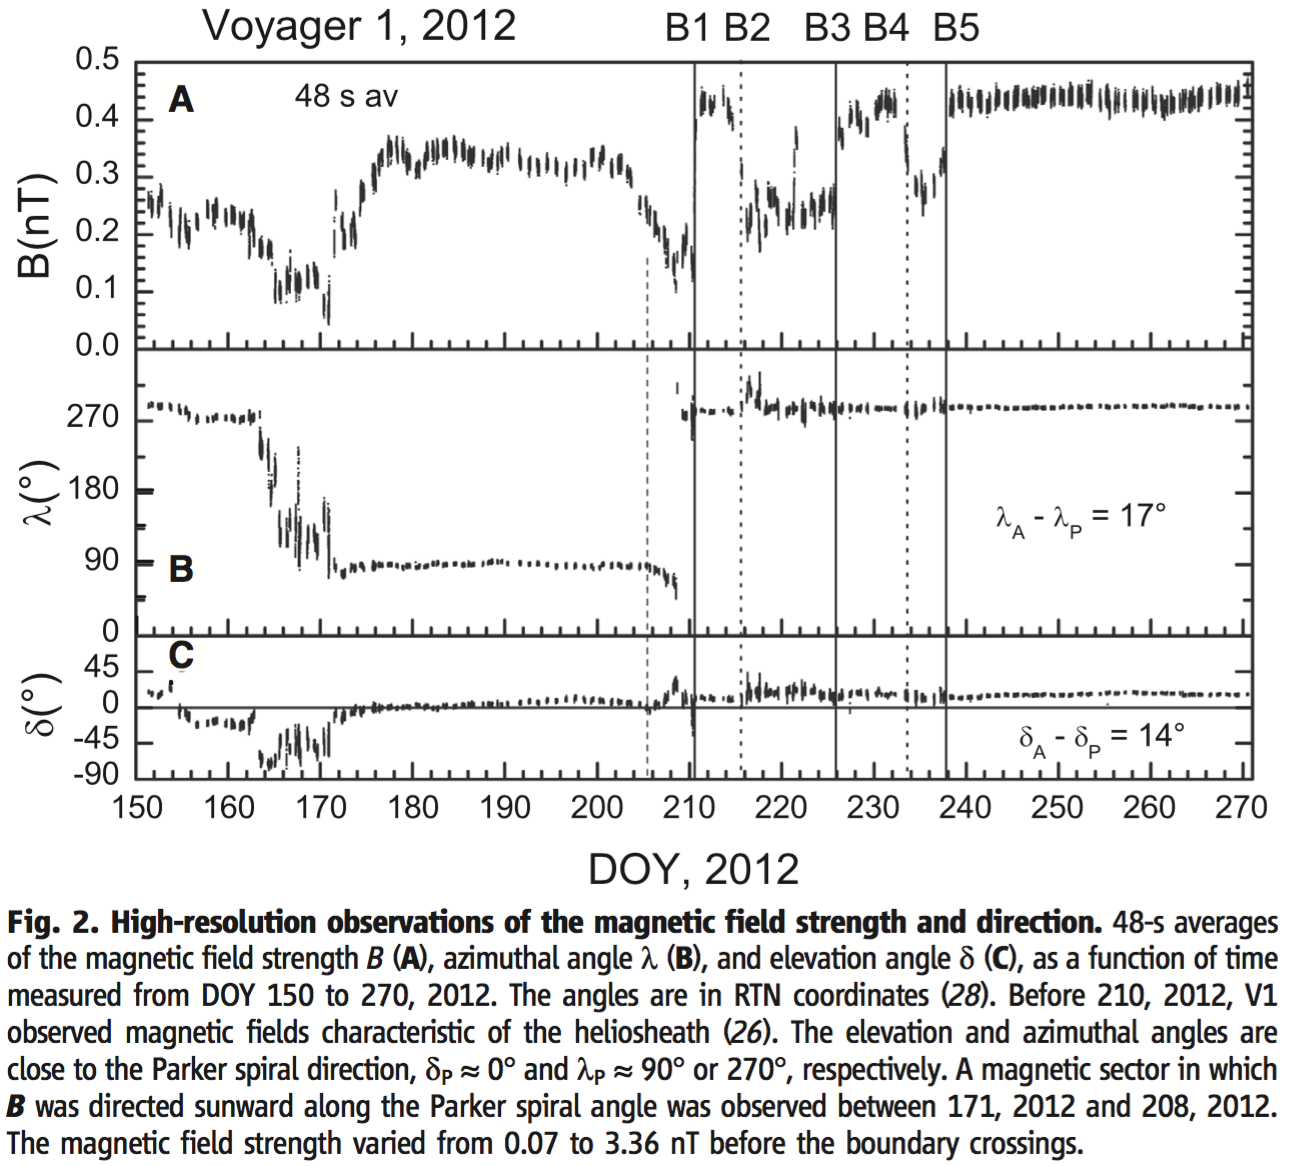 Voyager 1, 2012 B1 B2 B3 B4 B5
0.5
A 48 s av
0.4
0.3
B(nT)
0.2
0.1
0.0
270
λ(°)
180
λA - λP = 17°
90
B
0
C
45
δ(°)
0
-45
δA - δP = 14°
-90
150 160 170 180 190 200 210 220 230 240 250 260 270
DOY, 2012
Fig. 2. High-resolution observations of the magnetic field strength and direction. 48-s averages
of the magnetic field strength B (A), azimuthal angle λ (B), and elevation angle δ (C), as a function of time
measured from DOY 150 to 270, 2012. The angles are in RTN coordinates (28). Before 210, 2012, V1
observed magnetic fields characteristic of the heliosheath (26). The elevation and azimuthal angles are
close to the Parker spiral direction, δP ≈ 0° and λP ≈ 90° or 270°, respectively. A magnetic sector in which
B was directed sunward along the Parker spiral angle was observed between 171, 2012 and 208, 2012.
The magnetic field strength varied from 0.07 to 3.36 nT before the boundary crossings.